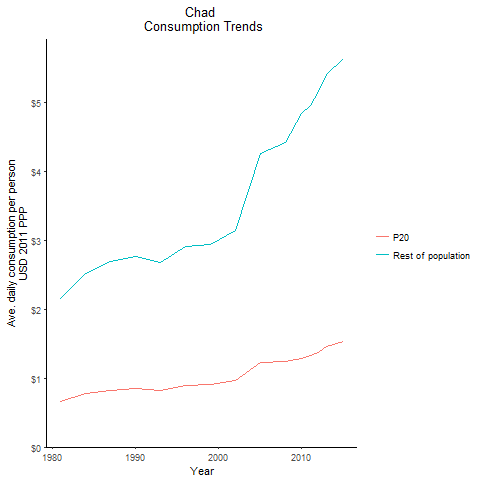 Chad
Consumption Trends
Ave. daily consumption per person
USD 2011 PPP
$5
$4
$3
$2
$1
$0
1980
1990
2000
2010
Year
P20
Rest of population